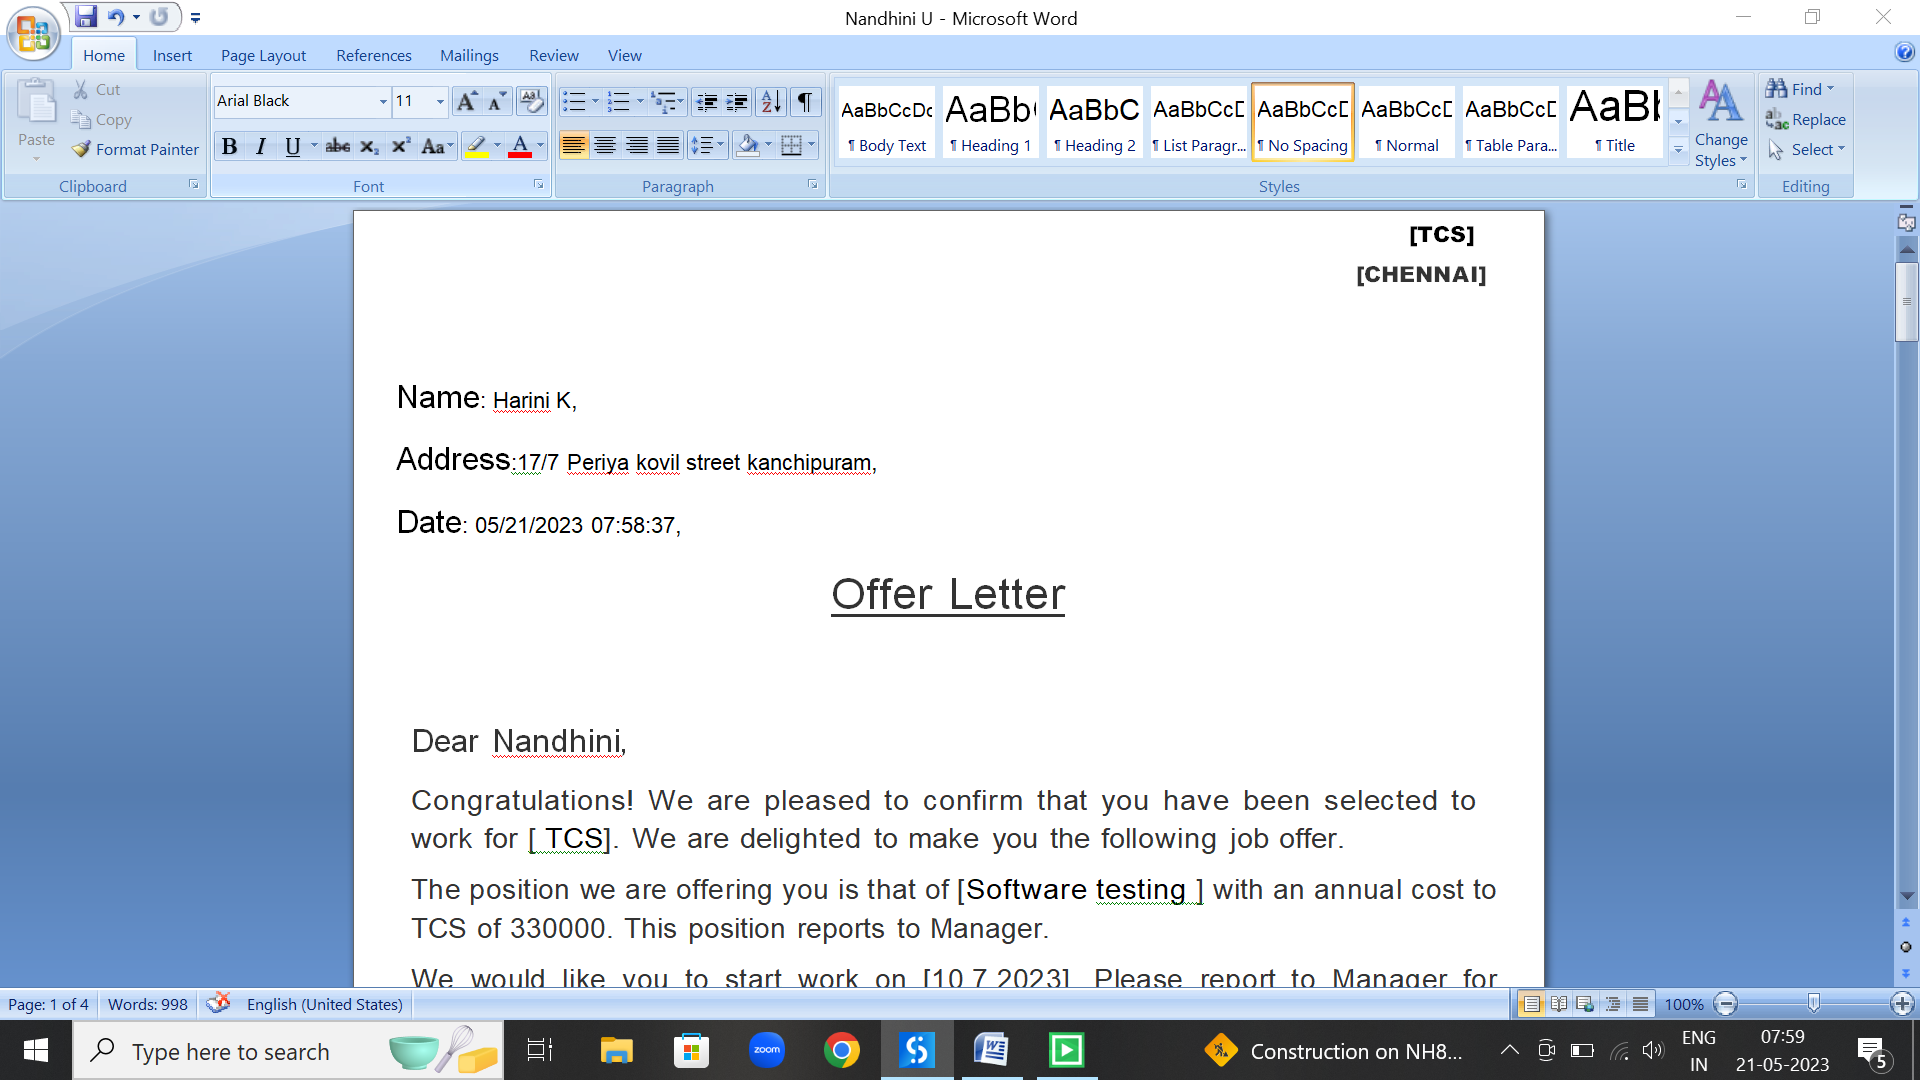 Nandhini U - Microsoft Word
Home Insert Page Layout References Mailings Review View
Paste
Cut
Copy
Format Painter
Clipboard
Arial Black 11
Font
Paragraph
AaBbCcDc AaBb( AaBbC AaBbCcD AaBbCcD AaBbCcD AaBbCcD AaBb
¶ Body Text ¶ Heading 1 ¶ Heading 2 ¶ List Paragr... ¶ No Spacing ¶ Normal ¶ Table Para... ¶ Title
Change
Styles
Styles
Find
Replace
Select
Editing
[TCS]
[CHENNAI]
Name: Harini K,
Address:17/7 Periya kovil street kanchipuram,
Date: 05/21/2023 07:58:37,
Offer Letter
Dear Nandhini,
Congratulations! We are pleased to confirm that you have been selected to
work for [ TCS]. We are delighted to make you the following job offer.
The position we are offering you is that of [Software testing ] with an annual cost to
TCS of 330000. This position reports to Manager.
We would like you to start work on [10.7.2023]. Please report to Manager for
Page: 1 of 4 Words: 998 English (United States) 100%
Type here to search
zoom
Construction on NH8...
ENG
IN
07:59
21-05-2023
5